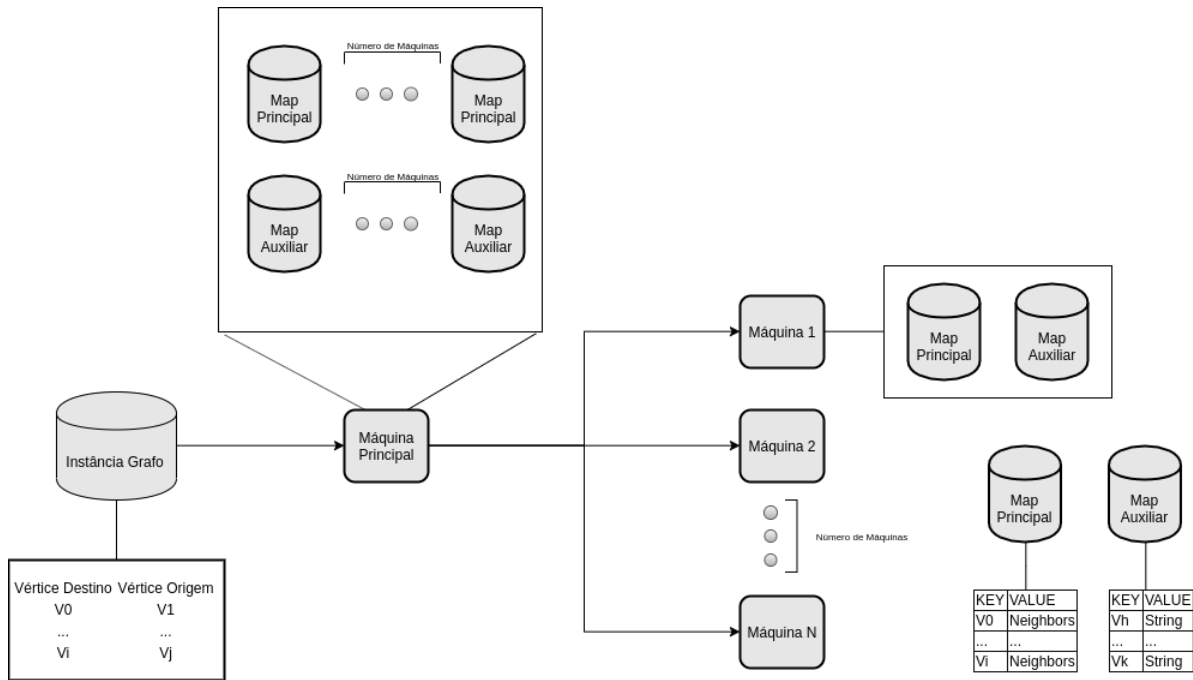 Número de Máquinas
Map
Principal
Map
Principal
Número de Máquinas
Map
Auxiliar
Map
Auxiliar
Instância Grafo
Máquina
Principal
Vértice Destino Vértice Origem
V0 V1
... ...
Vi Vj
Máquina 1
Map
Principal
Map
Auxiliar
Máquina 2
Número de Máquinas
Máquina N
Map
Principal
Map
Auxiliar
KEY VALUE
V0 Neighbors
... ...
Vi Neighbors
KEY VALUE
Vh String
... ...
Vk String